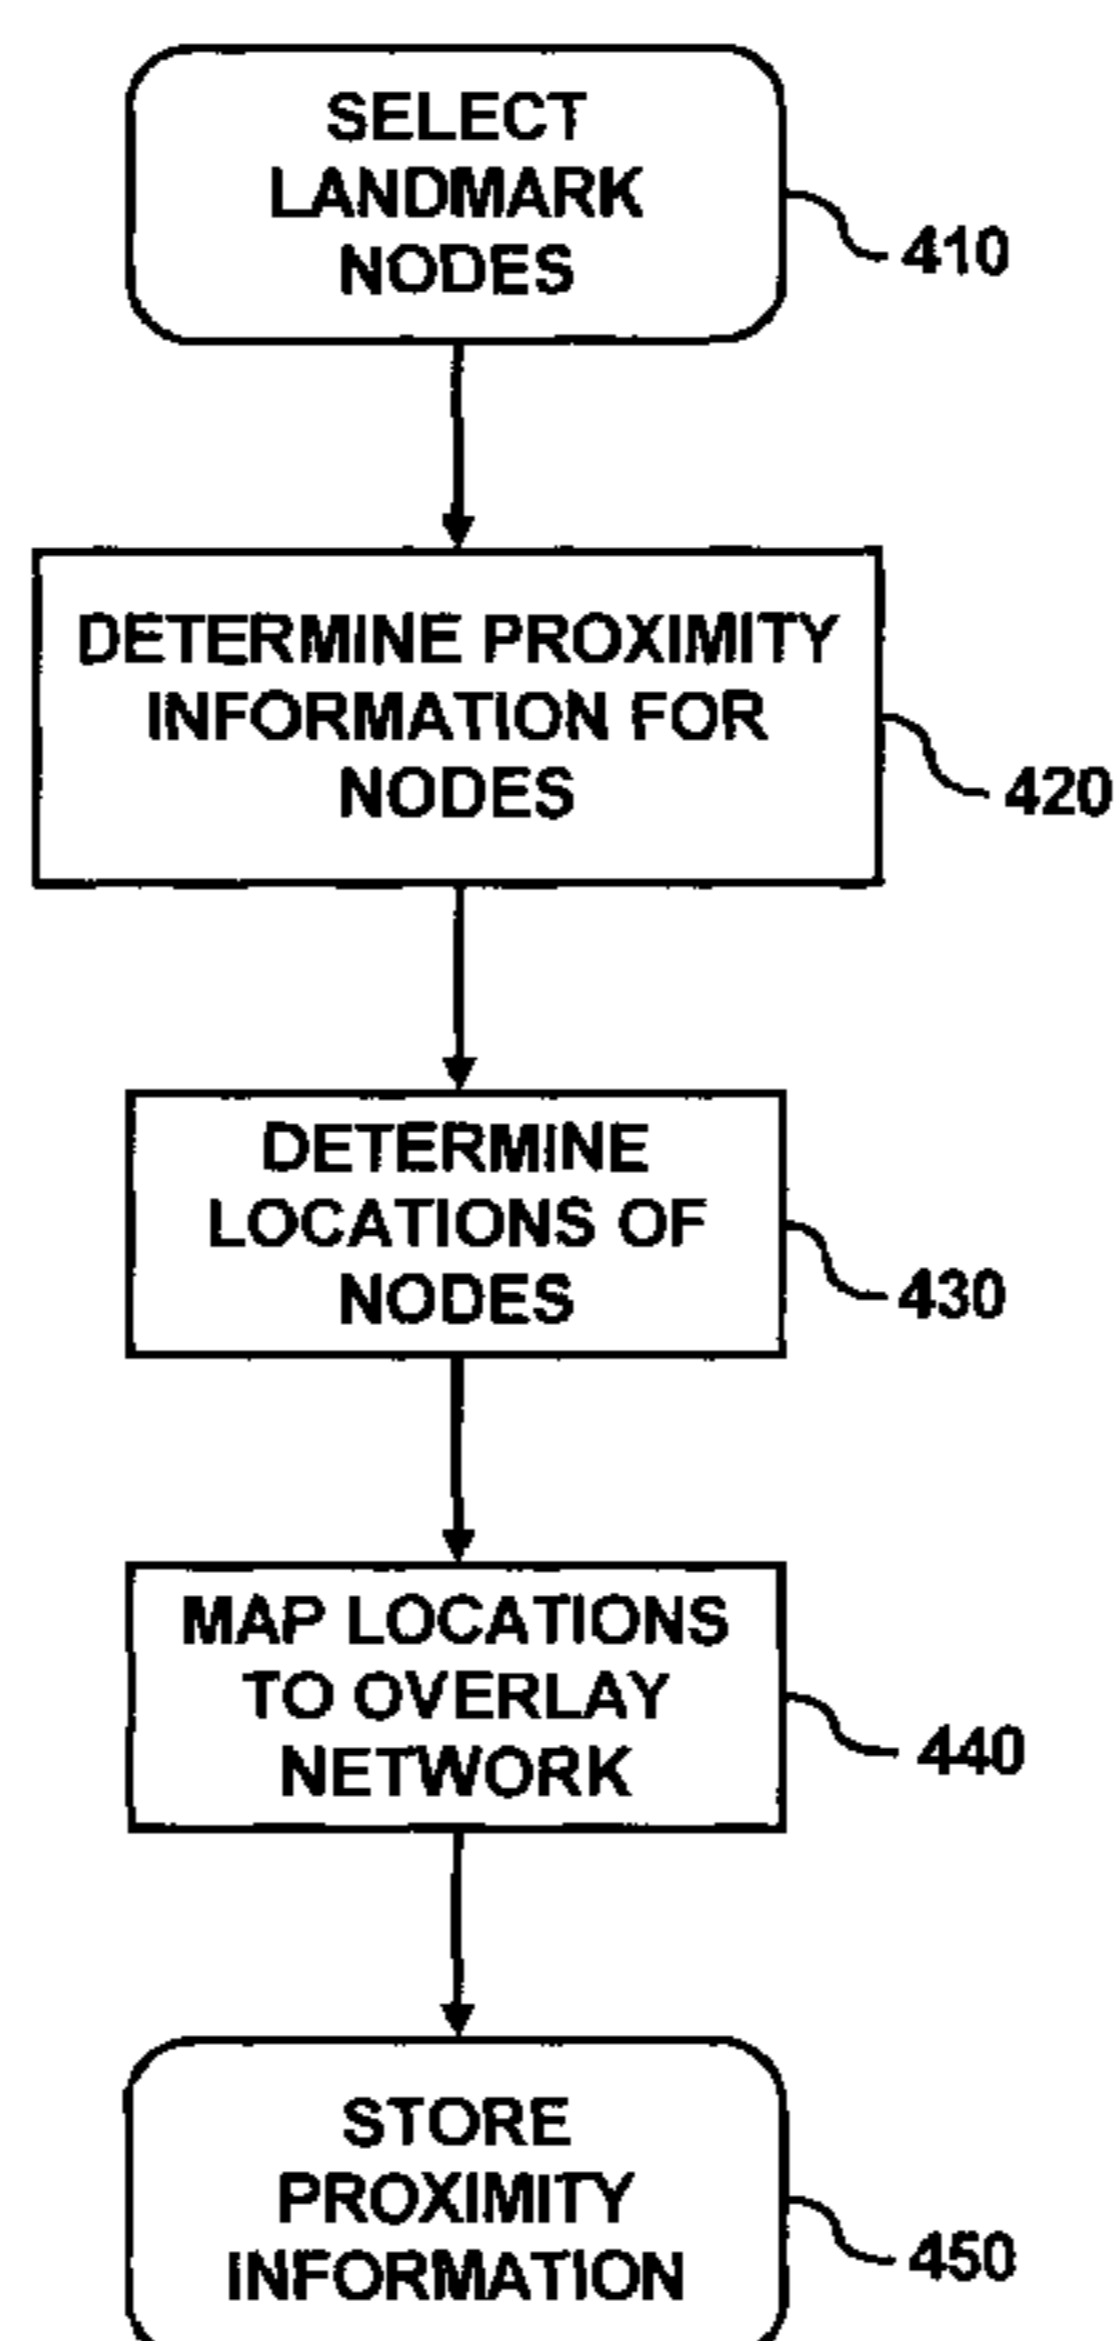 SELECT
LANDMARK
NODES
410
DETERMINE PROXIMITY
INFORMATION FOR
NODES
420
DETERMINE
LOCATIONS OF
NODES
430
MAP LOCATIONS
TO OVERLAY
NETWORK
440
STORE
PROXIMITY
INFORMATION
450